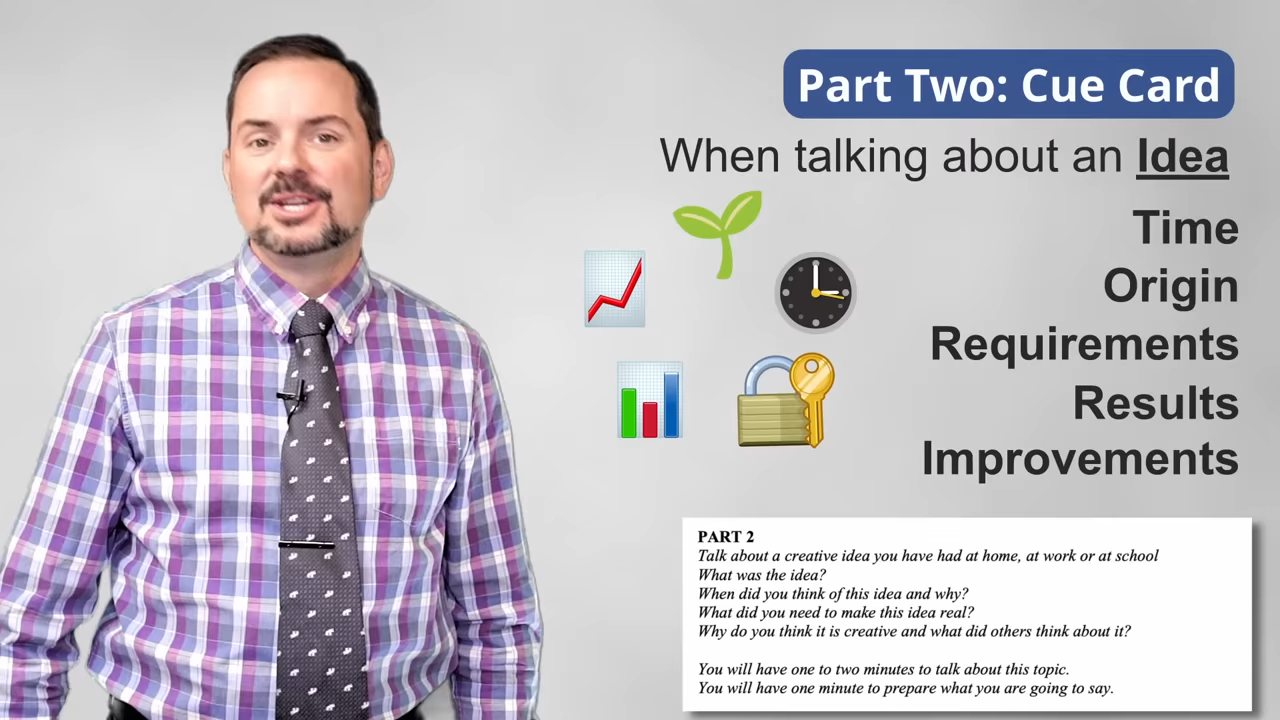 Part Two: Cue Card
When talking about an Idea
Time
Origin
Requirements
Results
Improvements
PART 2
Talk about a creative idea you have had at home, at work or at school
What was the idea?
When did you think of this idea and why?
What did you need to make this idea real?
Why do you think it is creative and what did others think about it?
You will have one to two minutes to talk about this topic.
You will have one minute to prepare what you are going to say.